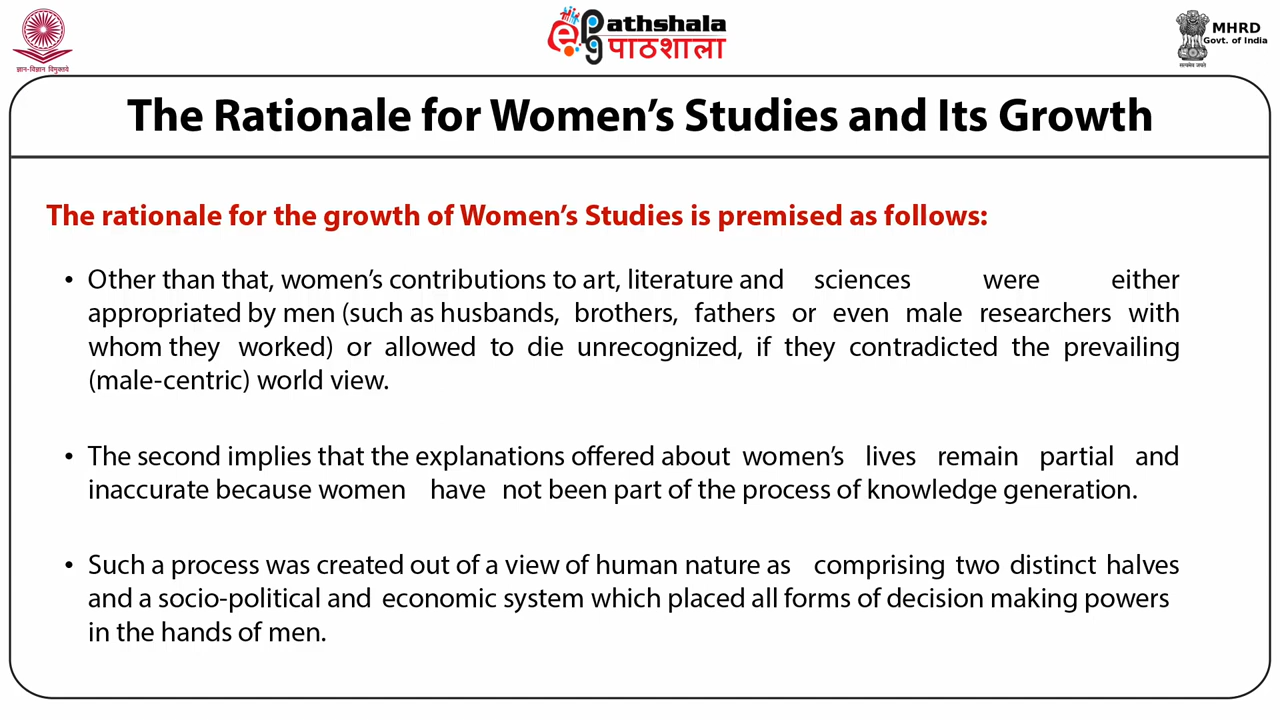 ज्ञान-विज्ञान विमुक्तये
ePg athshala
पाठशाला
सत्यमेव जयते
MHRD
Govt. of India
The Rationale for Women’s Studies and Its Growth
The rationale for the growth of Women’s Studies is premised as follows:
• Other than that, women’s contributions to art, literature and sciences were either
appropriated by men (such as husbands, brothers, fathers or even male researchers with
whom they worked) or allowed to die unrecognized, if they contradicted the prevailing
(male-centric) world view.
• The second implies that the explanations offered about women’s lives remain partial and
inaccurate because women have not been part of the process of knowledge generation.
• Such a process was created out of a view of human nature as comprising two distinct halves
and a socio-political and economic system which placed all forms of decision making powers
in the hands of men.